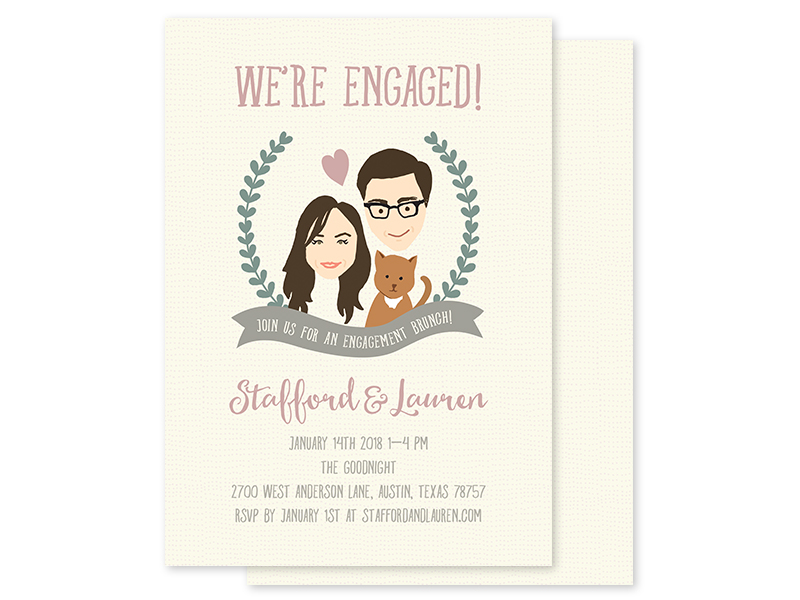 WE'RE ENGAGED!
JOIN US FOR AN ENGAGEMENT BRUNCH!
Stafford & Lauren
JANUARY 14TH 2018 1–4 PM
THE GOODNIGHT
2700 WEST ANDERSON LANE, AUSTIN, TEXAS 78757
RSVP BY JANUARY 1ST AT STAFFORDANDLAUREN.COM